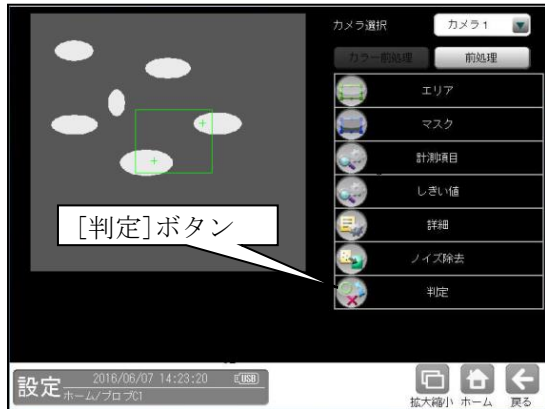 カメラ選択
カメラ1
カラー前処理
前処理
エリア
マスク
計測項目
しきい値
詳細
ノイズ除去
判定
[判定]ボタン
設定
2016/06/07 14:23:20
USB
ホーム/ブロブC1
拡大縮小
ホーム
戻る